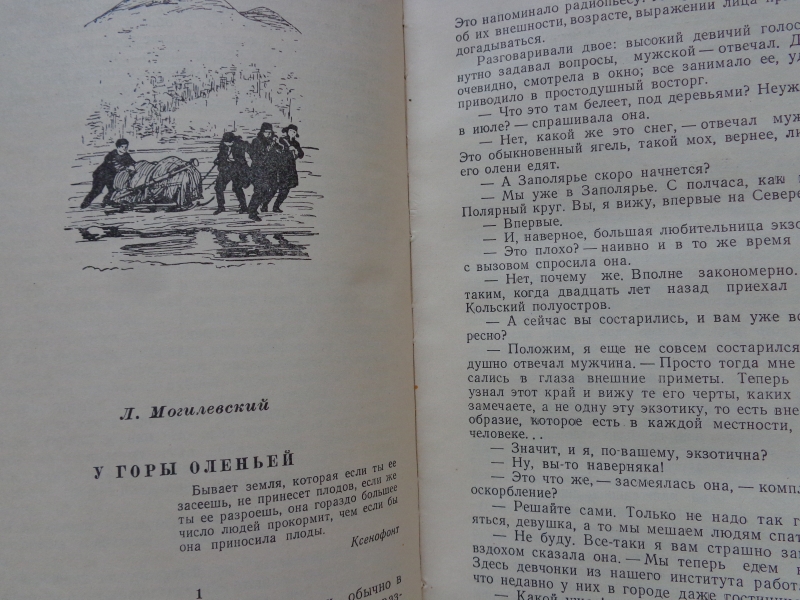 Л. Могилевский
У ГОРЫ ОЛЕНЬЕЙ
Бывает земля, которая если ты ее
засеешь, не принесет плодов, если же
ты ее разроешь, она гораздо большее
число людей прокормит, чем если бы
она приносила плоды.
Ксенофонт
1
обычно в
Это напоминало радиопьесу.
об их внешности, возрасте, выражении лица
догадываться.
Разговаривали двое: высокий девичий голос
нутно задавал вопросы, мужской — отвечал.
очевидно, смотрела в окно; все занимало ее,
приводило в простодушный восторг.
— Что это там белеет, под деревьями?
в июле? — спрашивала она.
— Нет, какой же это снег, — отвечал
Это обыкновенный ягель, такой мох, вернее,
его олени едят.
— А Заполярье скоро начнется?
— Мы уже в Заполярье. С полчаса, как
Полярный круг. Вы, я вижу, впервые на Севере
— Впервые.
— И, наверное, большая любительница
— Это плохо? — наивно и в то же время
с вызовом спросила она.
— Нет, почему же. Вполне закономерно.
таким, когда двадцать лет назад приехал
Кольский полуостров.
— А сейчас вы состарились, и вам уже
ресно?
— Положим, я еще не совсем состарился
душно отвечал мужчина. — Просто тогда мне
сались в глаза внешние приметы. Теперь
узнал этот край и вижу те его черты, каких
замечаете, а не одну эту экзотику, то есть
образие, которое есть в каждой местности,
человеке...
— Значит, и я, по-вашему, экзотична?
— Ну, вы-то наверняка!
— Это что же, — засмеялась она, —
оскорбление?
— Решайте сами. Только не надо так
яться, девушка, а то мы мешаем людям
— Не буду. Все-таки я вам страшно
вздохом сказала она. — Мы теперь едем
Здесь девчонки из нашего института
что недавно у них в городе даже
— Какой